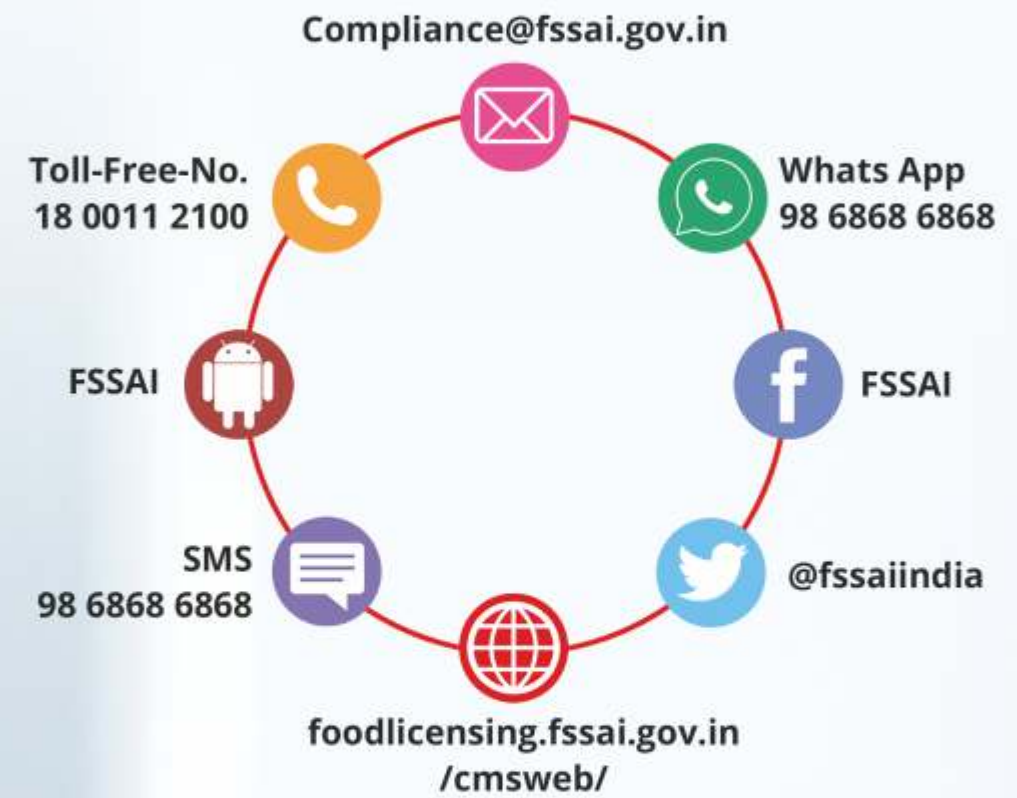 Compliance@fssai.gov.in
Toll-Free-No.
18 0011 2100
Whats App
98 6868 6868
FSSAI
FSSAI
SMS
98 6868 6868
@fssaiindia
foodlicensing.fssai.gov.in
/cmsweb/